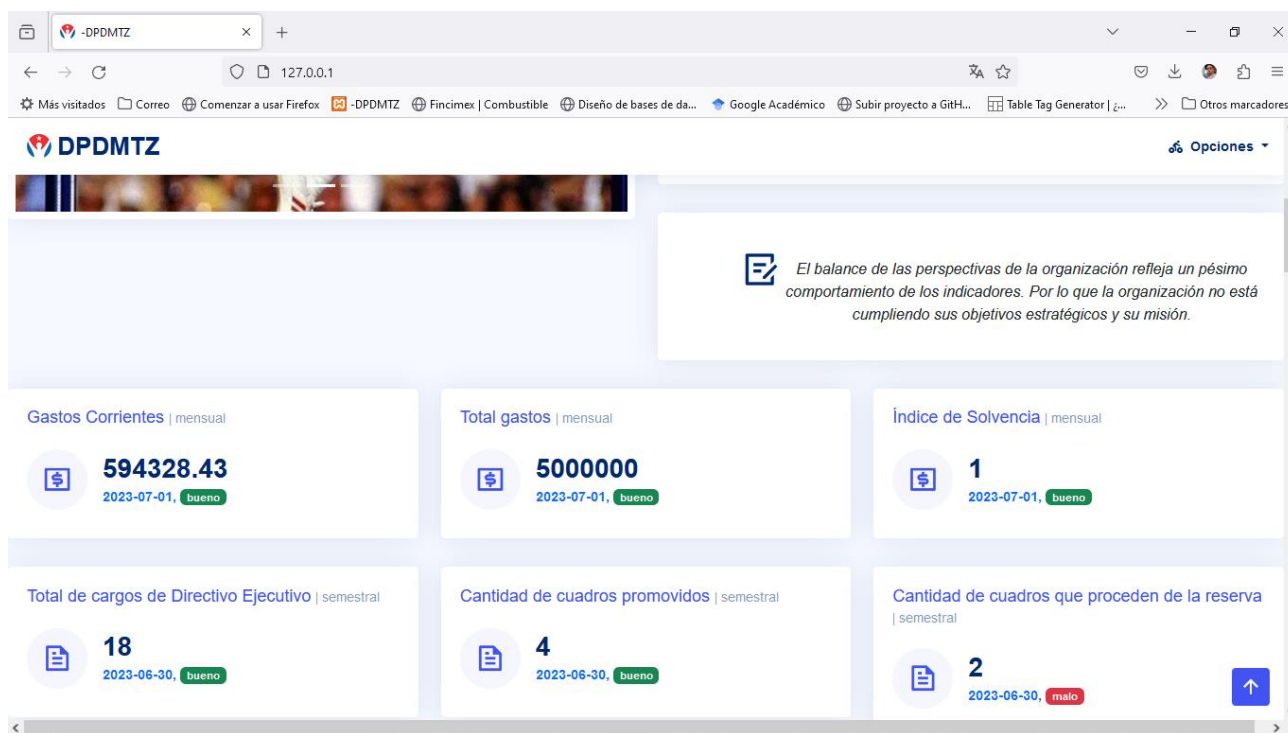 -DPDMTZ
127.0.0.1
Más visitados Correo Comenzar a usar Firefox -DPDMTZ Fincimex | Combustible Diseño de bases de da... Google Académico Subir proyecto a GitH... Table Tag Generator | ¿... Otros marcadores
DPDMTZ Opciones
El balance de las perspectivas de la organización refleja un pésimo
comportamiento de los indicadores. Por lo que la organización no está
cumpliendo sus objetivos estratégicos y su misión.
Gastos Corrientes | mensual
594328.43
2023-07-01, bueno
Total gastos | mensual
5000000
2023-07-01, bueno
Índice de Solvencia | mensual
1
2023-07-01, bueno
Total de cargos de Directivo Ejecutivo | semestral
18
2023-06-30, bueno
Cantidad de cuadros promovidos | semestral
4
2023-06-30, bueno
Cantidad de cuadros que proceden de la reserva
| semestral
2
2023-06-30, malo